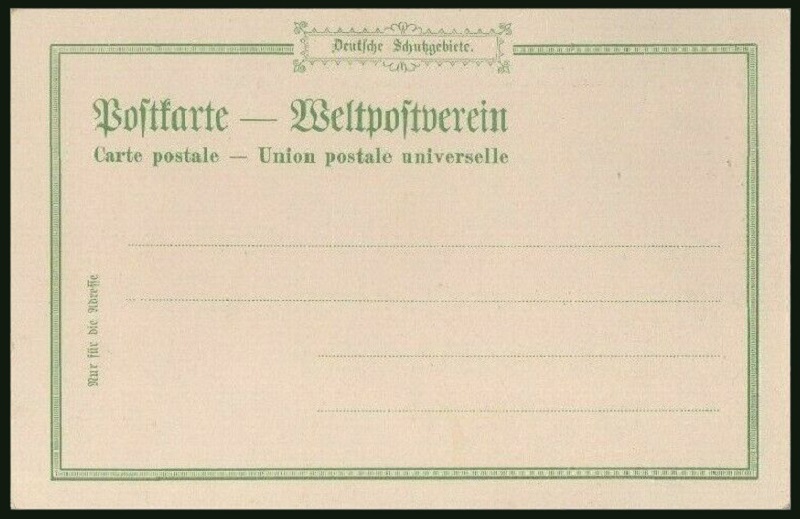 Deutsche Schutzgebiete.
Postkarte — Weltpostverein
Carte postale — Union postale universelle
Nur für die Adresse